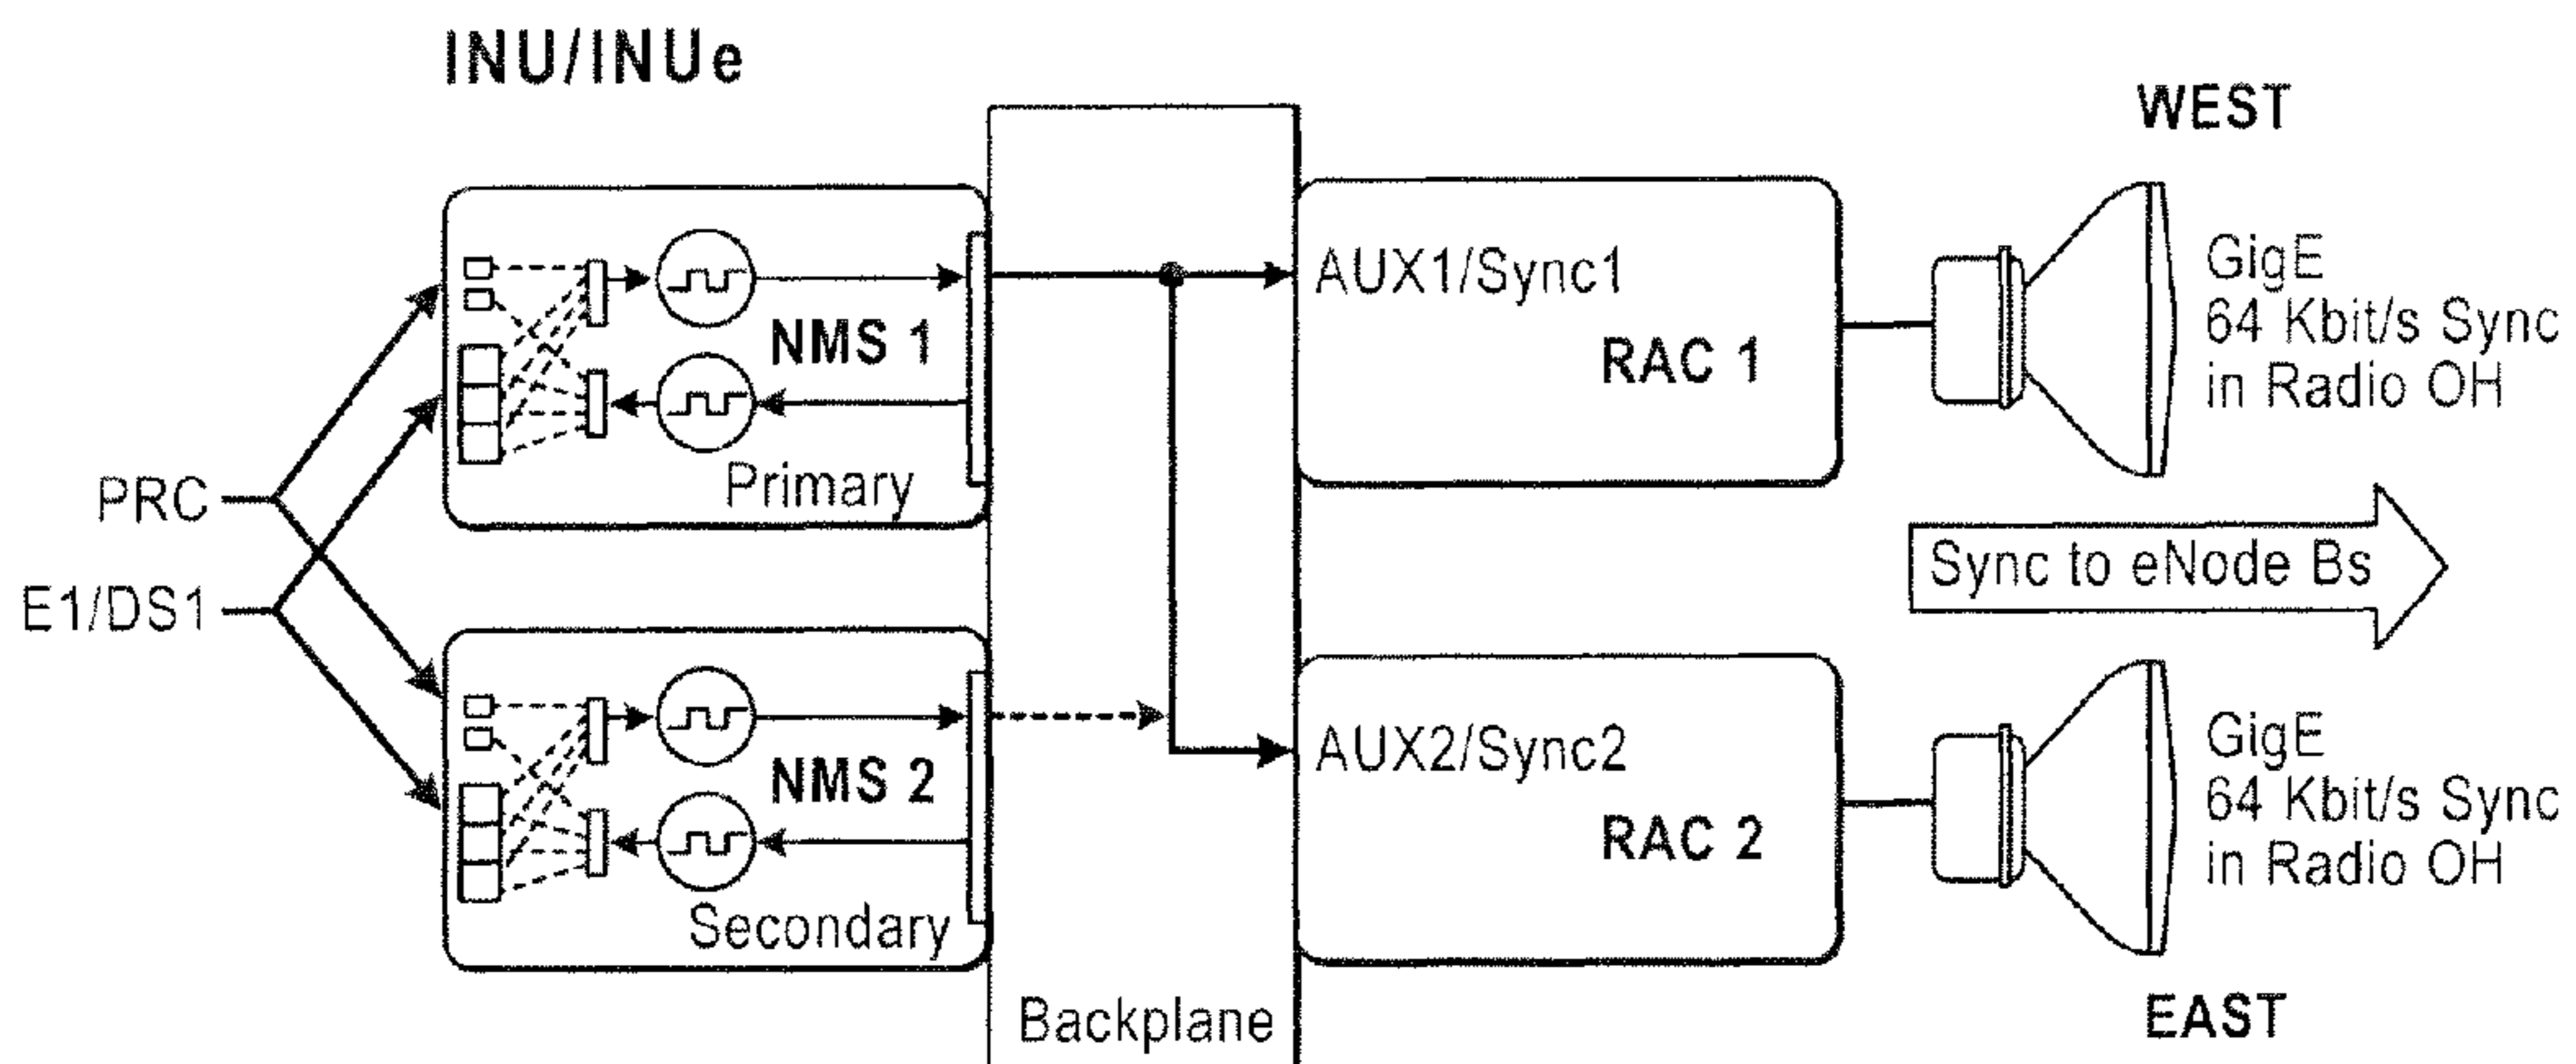 INU/INUe
WEST
NMS 1
Primary
AUX1/Sync1
RAC 1
GigE
64 Kbit/s Sync
in Radio OH
PRC
E1/DS1
Sync to eNode Bs
NMS 2
Secondary
AUX2/Sync2
RAC 2
GigE
64 Kbit/s Sync
in Radio OH
Backplane
EAST